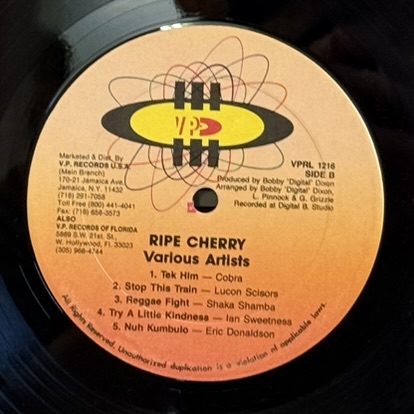 VP
Marketed & Dist. By
V.P. RECORDS U.S.A.
(Main Branch)
170-21 Jamaica Ave.
Jamaica, N.Y. 11432
(718) 291-7058
Toll Free (800) 441-4041
Fax: (718) 658-3573
ALSO
V.P. RECORDS OF FLORIDA
5889 S.W. 21st. St.
W. Hollywood, Fl. 33023
(305) 966-4744
VPRL 1216
SIDE B
Produced by Bobby "Digital" Dixon
Arranged by Bobby "Digital" Dixon,
L. Pinnock & G. Grizzle
Recorded at Digital B. Studio
RIPE CHERRY
Various Artists
1. Tek Him — Cobra
2. Stop This Train — Lucon Scisors
3. Reggae Fight — Shaka Shamba
4. Try A Little Kindness — Ian Sweetness
5. Nuh Kumbulo — Eric Donaldson
All Rights Reserved. Unauthorized duplication is a violation of applicable laws.